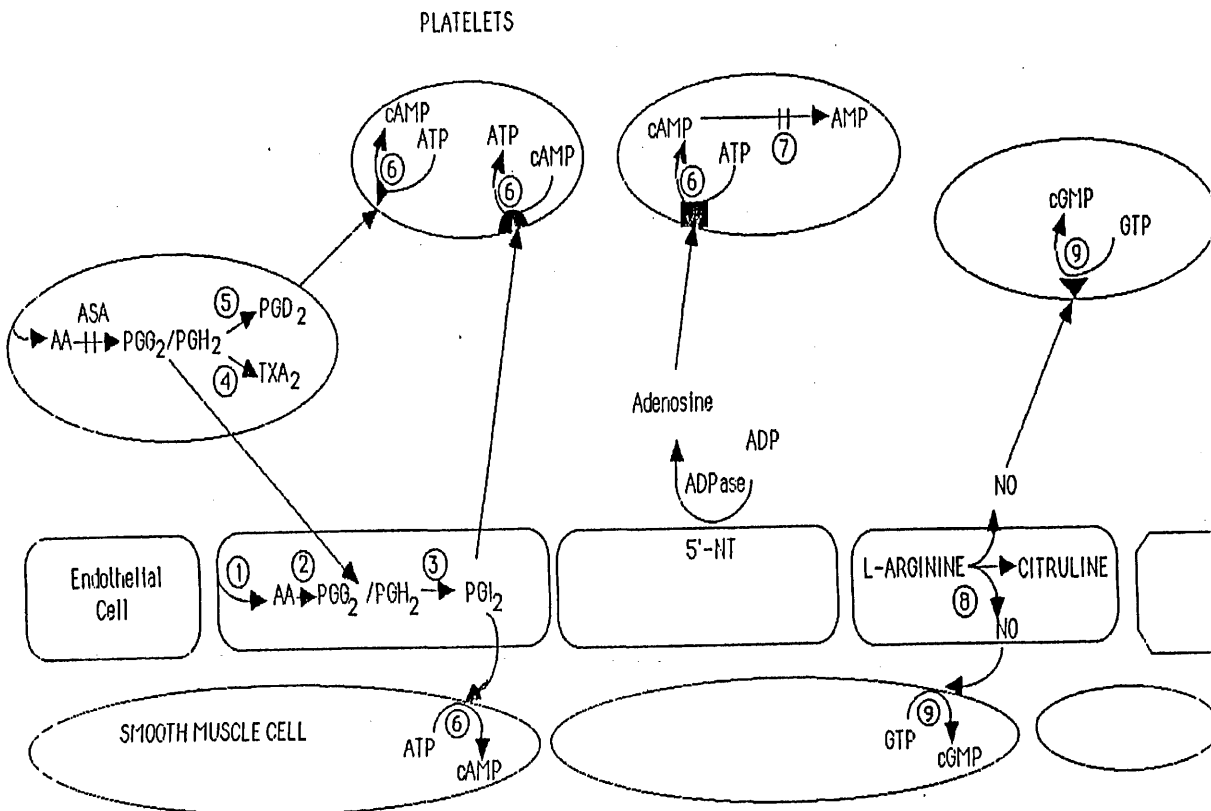 PLATELETS
cAMP
ATP
6
ATP
cAMP
6
cAMP
AMP
ATP
7
6
cGMP
GTP
9
ASA
AA
PGG2/PGH2
5
PGD2
4
TXA2
Adenosine
ADP
ADPase
NO
Endothelial
Cell
1
AA
2
PGG2/PGH2
3
PGI2
5'-NT
L-ARGININE
CITRULINE
8
NO
SMOOTH MUSCLE CELL
ATP
6
cAMP
GTP
9
cGMP